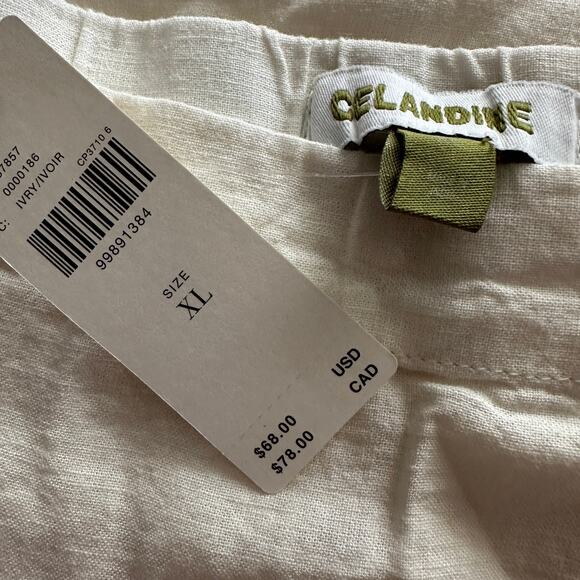 CELANDINE
7857
0000186
C: IVRY/IVOIR
CP3710 6
99891384
SIZE
XL
USD
CAD
$68.00
$78.00